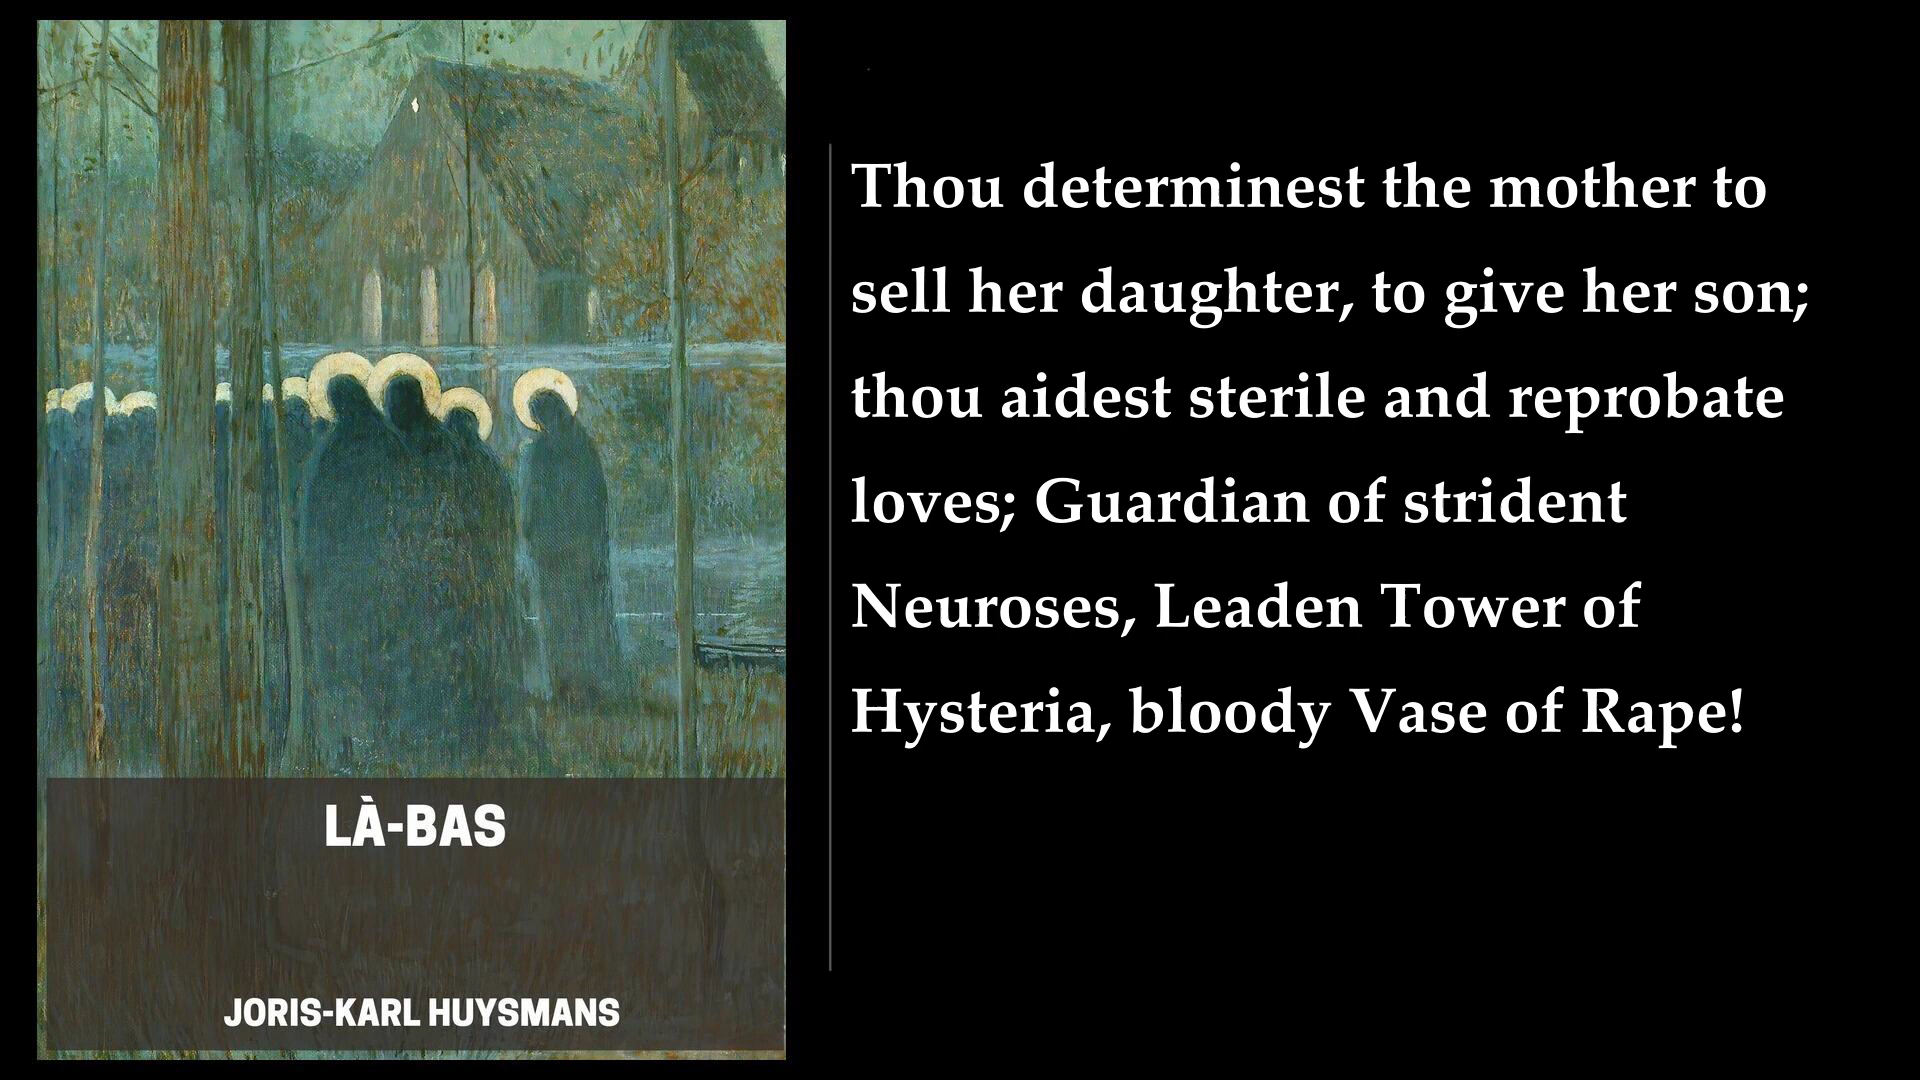 LÀ-BAS
JORIS-KARL HUYSMANS
Thou determinest the mother to
sell her daughter, to give her son;
thou aidest sterile and reprobate
loves; Guardian of strident
Neuroses, Leaden Tower of
Hysteria, bloody Vase of Rape!